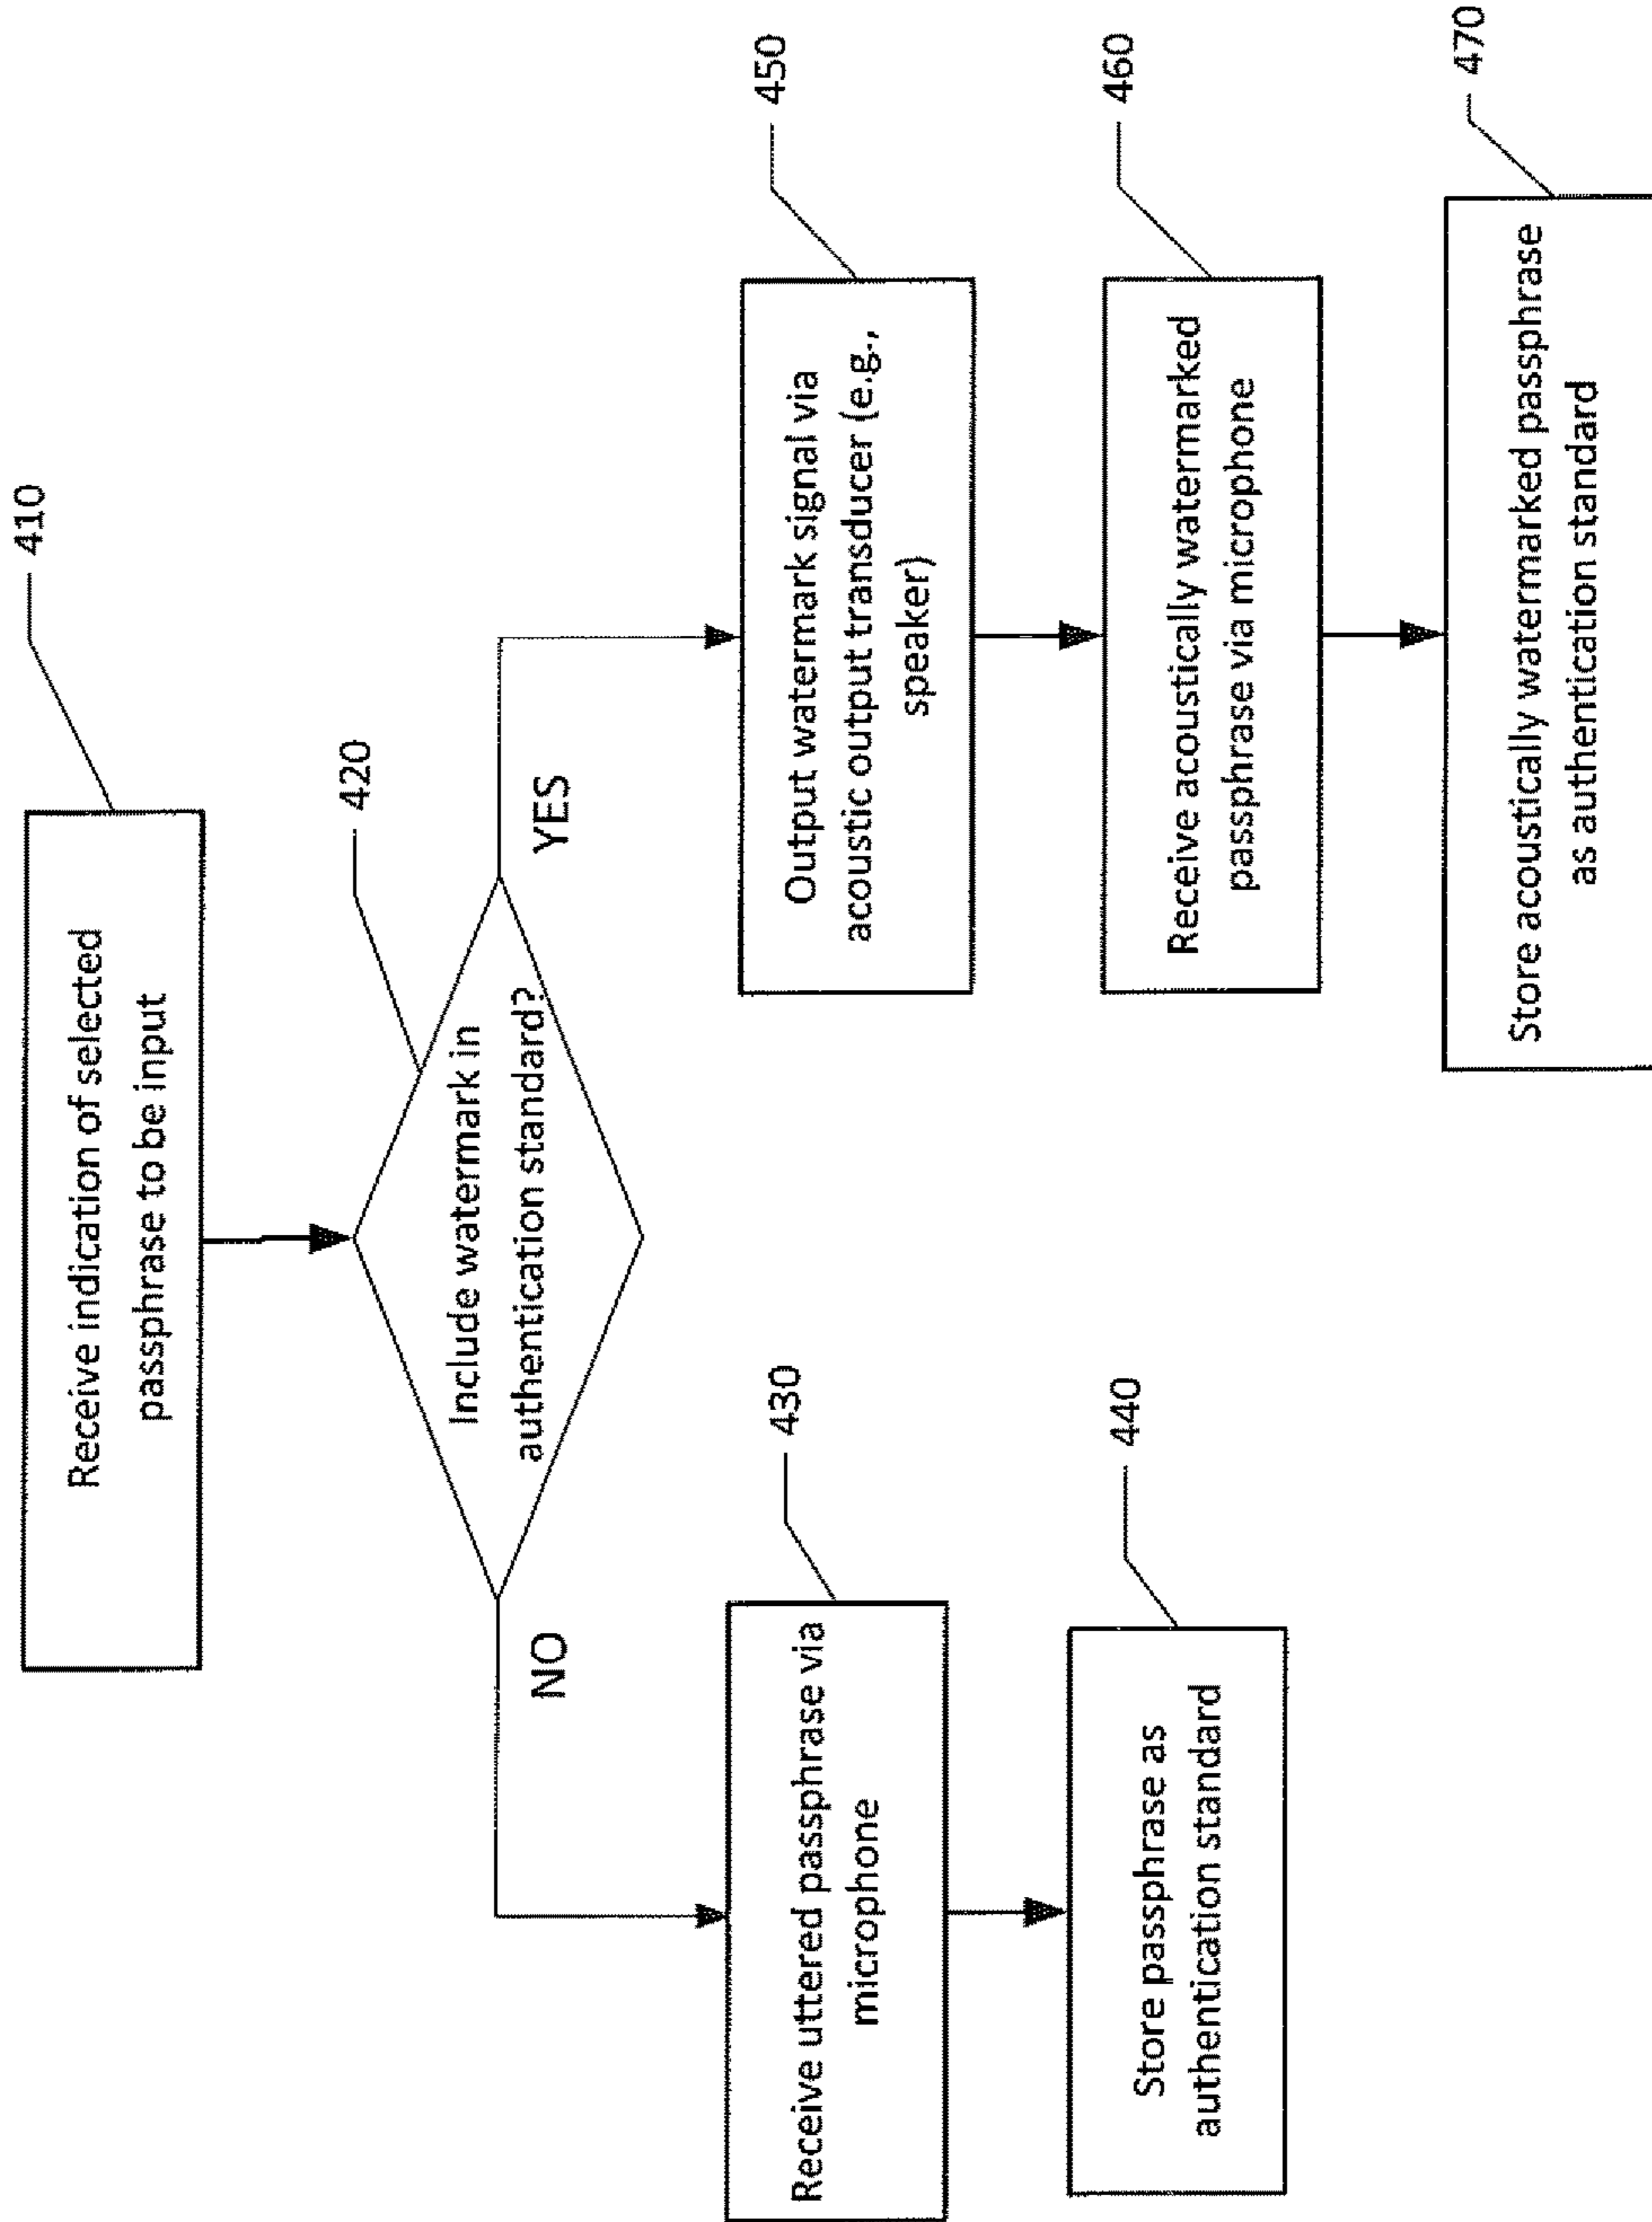 410
Receive indication of selected
passphrase to be input
420
Include watermark in
authentication standard?
NO
YES
430
Receive uttered passphrase via
microphone
440
Store passphrase as
authentication standard
450
Output watermark signal via
acoustic output transducer (e.g.,
speaker)
460
Receive acoustically watermarked
passphrase via microphone
470
Store acoustically watermarked passphrase
as authentication standard